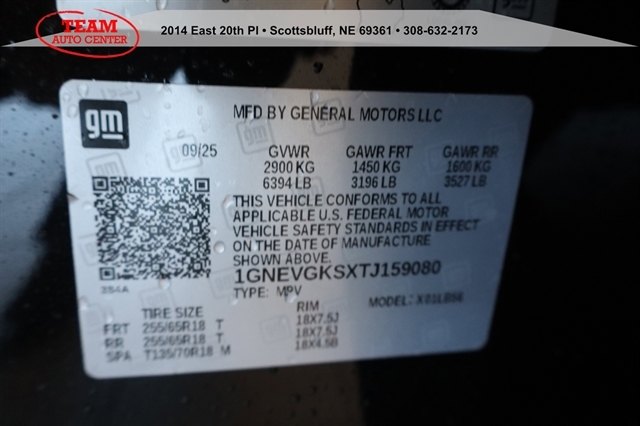 TEAM
AUTO CENTER
2014 East 20th Pl • Scottsbluff, NE 69361 • 308-632-2173
gm
MFD BY GENERAL MOTORS LLC
09/25 GVWR GAWR FRT GAWR RR
2900 KG 1450 KG 1600 KG
6394 LB 3196 LB 3527 LB
THIS VEHICLE CONFORMS TO ALL
APPLICABLE U.S. FEDERAL MOTOR
VEHICLE SAFETY STANDARDS IN EFFECT
ON THE DATE OF MANUFACTURE
SHOWN ABOVE.
1GNEVGKSXTJ159080
354A
TYPE: MPV MODEL:
TIRE SIZE RIM
FRT 255/65R18 T 18X7.5J
RR 255/65R18 T 18X7.5J
SPA T135/70R18 M 18X4.5B